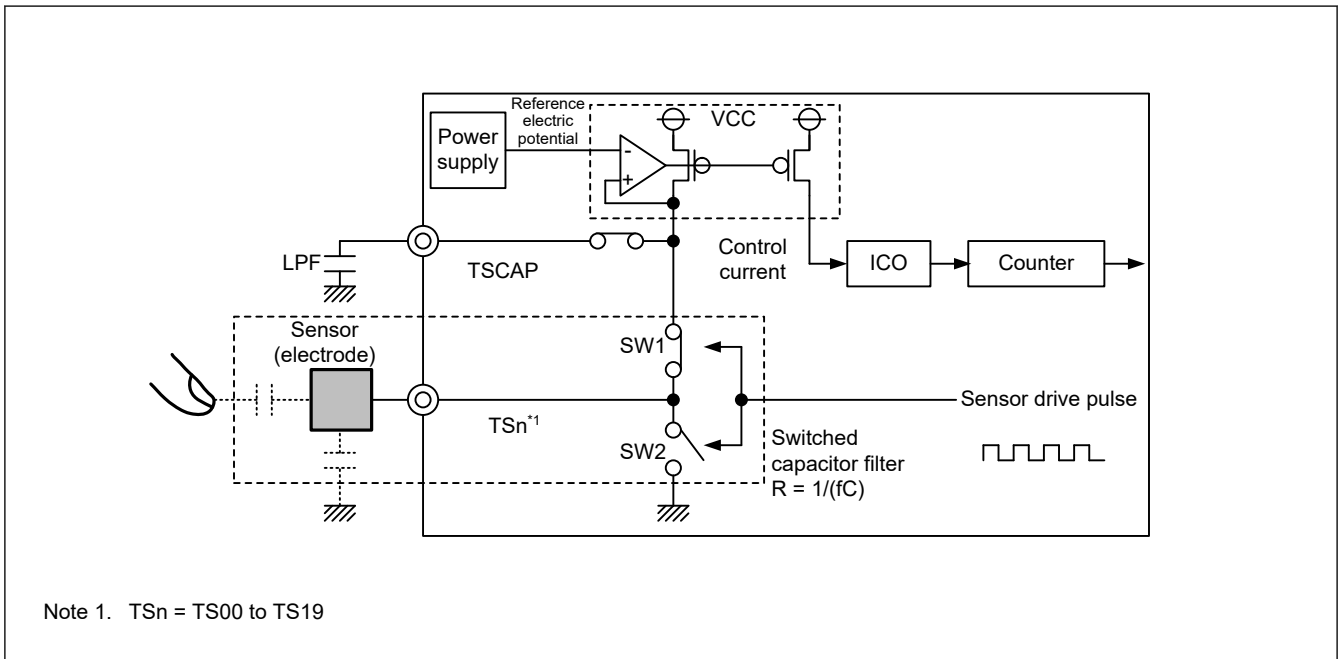 Reference
electric
potential
Power
supply
VCC
-
+
LPF
TSCAP
Control
current
ICO
Counter
Sensor
(electrode)
SW1
TSn*1
SW2
Sensor drive pulse
Switched
capacitor filter
R = 1/(fC)
Note 1. TSn = TS00 to TS19